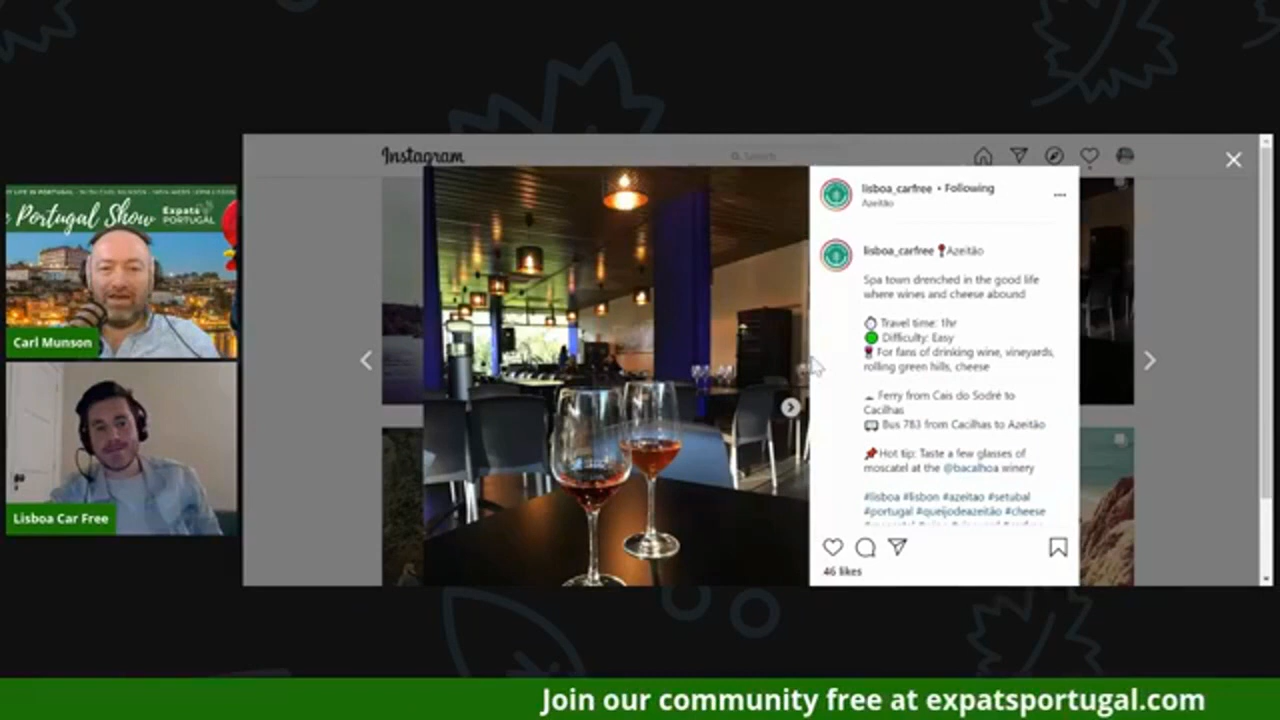 Portugal Show
Expats
PORTUGAL
Carl Munson
Lisboa Car Free
Instagram
Search
lisboa_carfree • Following
Azeitão
lisboa_carfree 📍Azeitão
Spa town drenched in the good life
where wines and cheese abound
⏱ Travel time: 1hr
🟢 Difficulty: Easy
🍷 For fans of drinking wine, vineyards,
rolling green hills, cheese
Ferry from Cais do Sodré to
Cacilhas
🚌 Bus 783 from Cacilhas to Azeitão
📌Hot tip: Taste a few glasses of
moscatel at the @bacalhoa winery
#lisboa #lisbon #azeitao #setubal
#portugal #queijodeazeitão #cheese
46 likes
Join our community free at expatsportugal.com